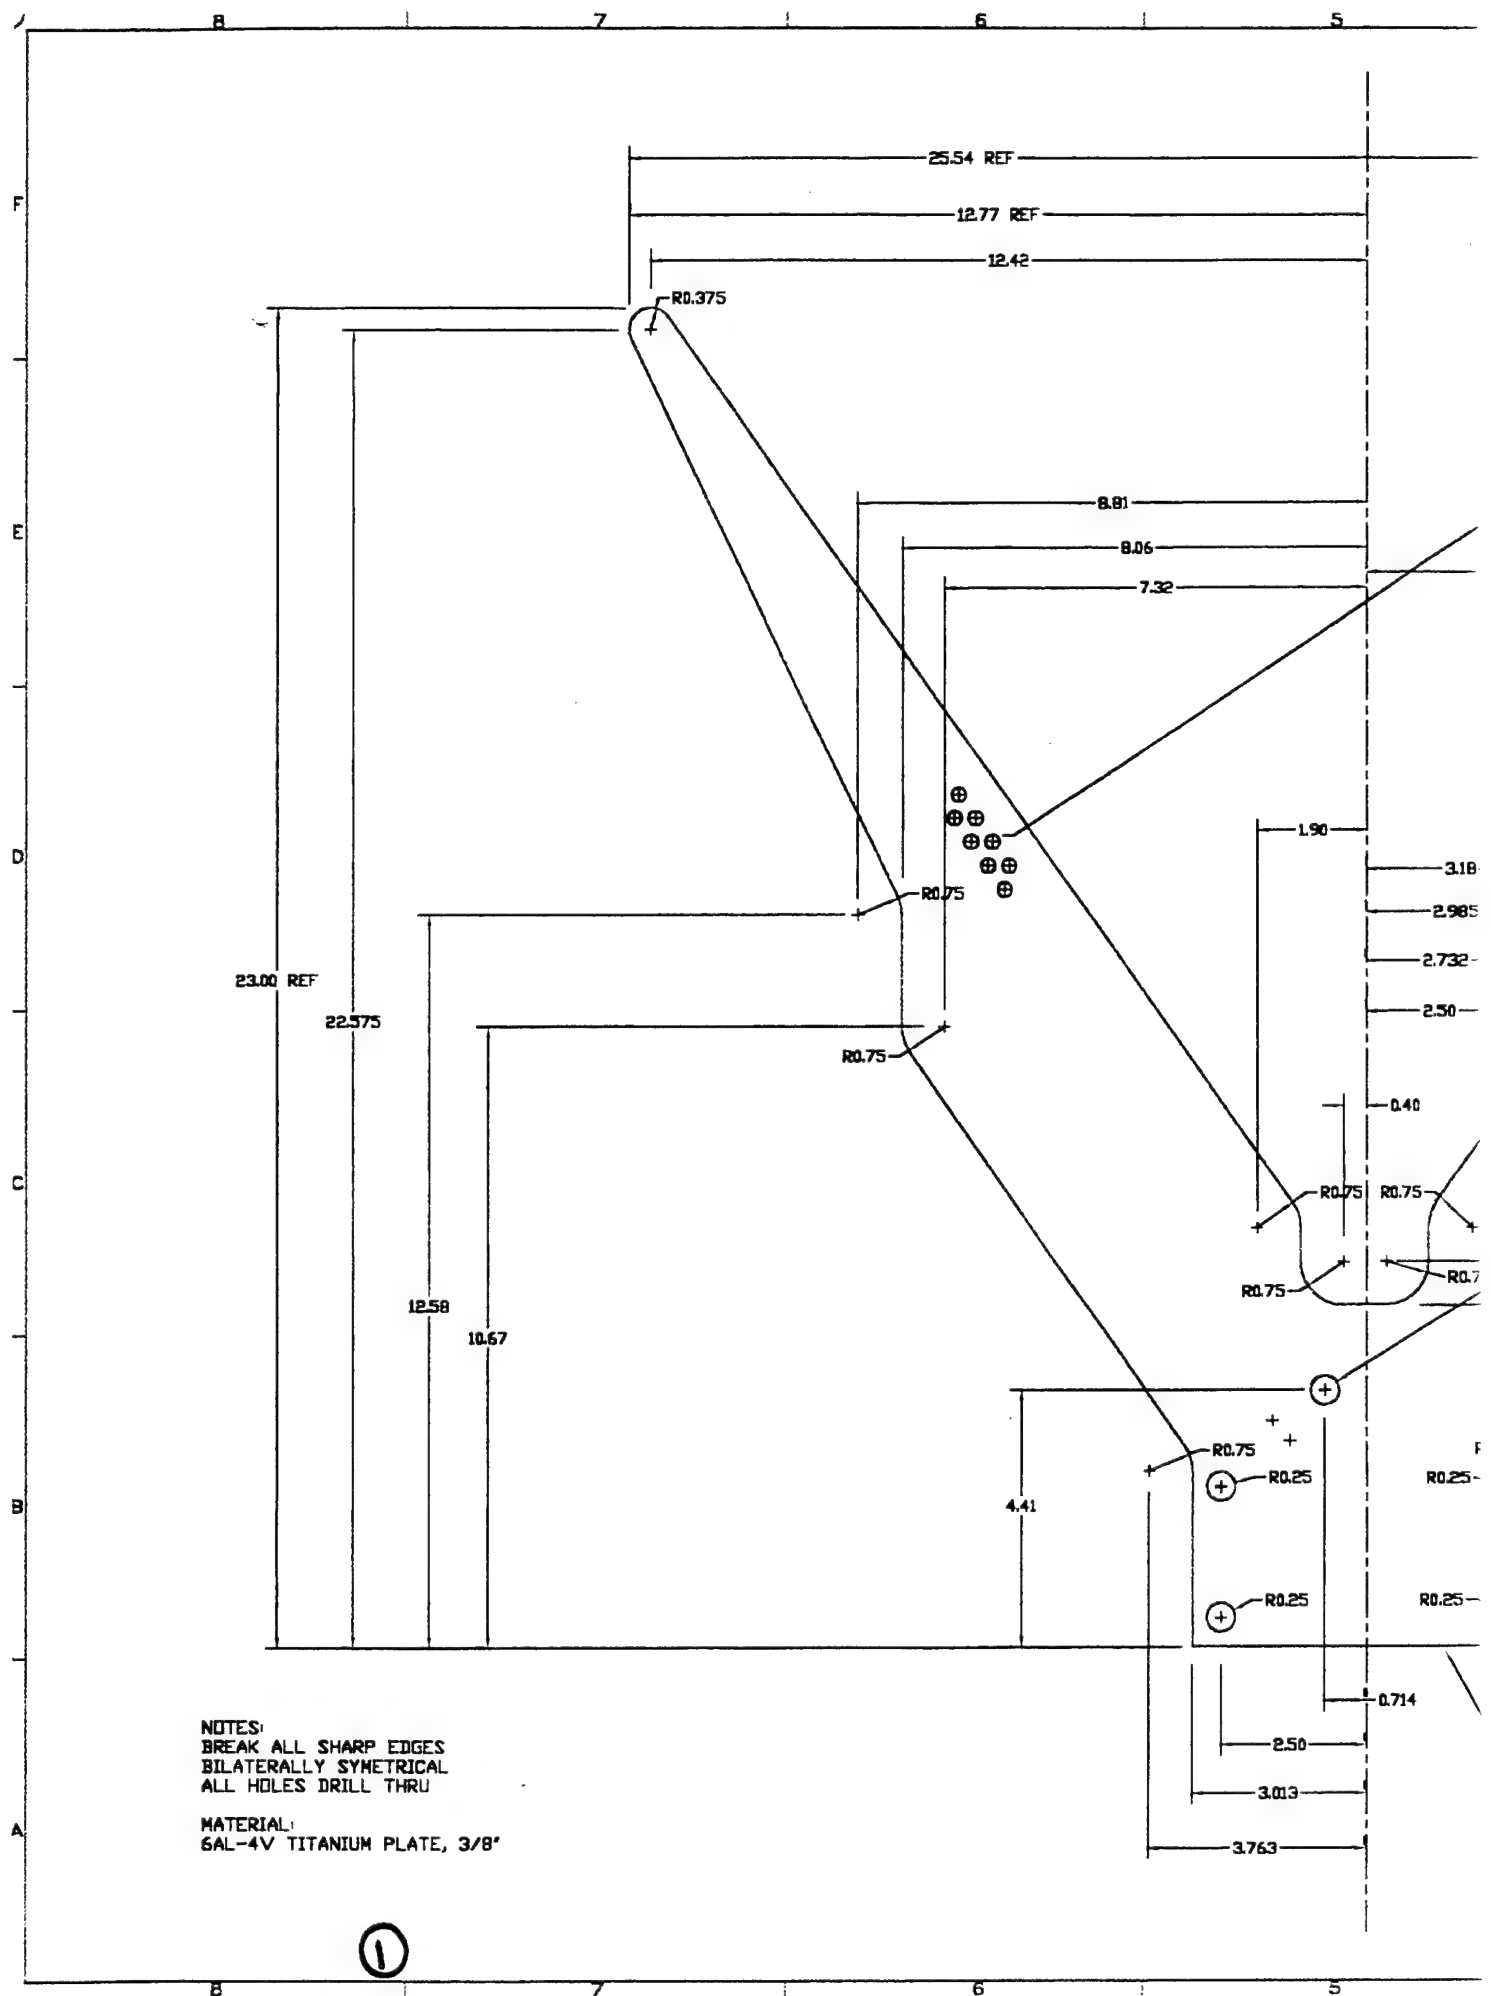 8 7 6 5
25.54 REF
F
12.77 REF
12.42
R0.375
8.81
E
8.06
7.32
1.90
D
3.18
R0.75
2.985
2.732
23.00 REF
2.50
22.575
R0.75
0.40
C
R0.75 R0.75
R0.75
R0.7
12.58
10.67
R0.75
R0.25
R0.25
B
4.41
R0.25
R0.25
0.714
NOTES:
BREAK ALL SHARP EDGES
BILATERALLY SYMETRICAL
ALL HOLES DRILL THRU
2.50
3.013
A
MATERIAL:
6AL-4V TITANIUM PLATE, 3/8"
3.763
1
8 7 6 5